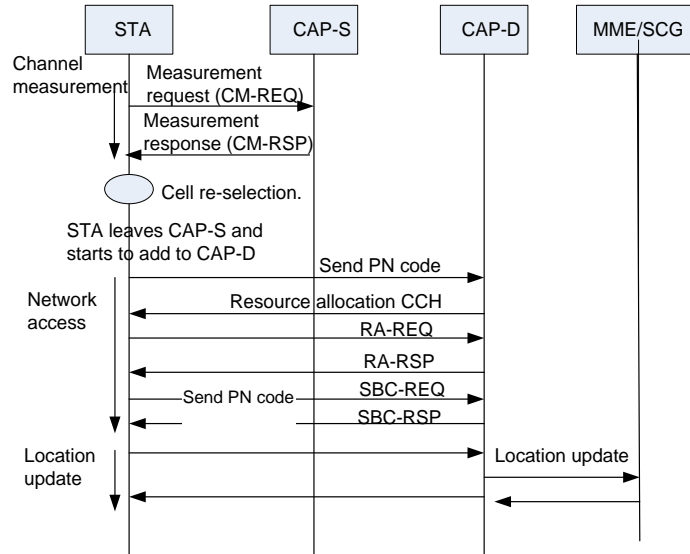 STA
CAP-S
CAP-D
MME/SCG
Channel
measurement
Measurement
request (CM-REQ)
Measurement
response (CM-RSP)
Cell re-selection.
STA leaves CAP-S and
starts to add to CAP-D
Send PN code
Network
access
Resource allocation CCH
RA-REQ
RA-RSP
Send PN code
SBC-REQ
SBC-RSP
Location
update
Location update